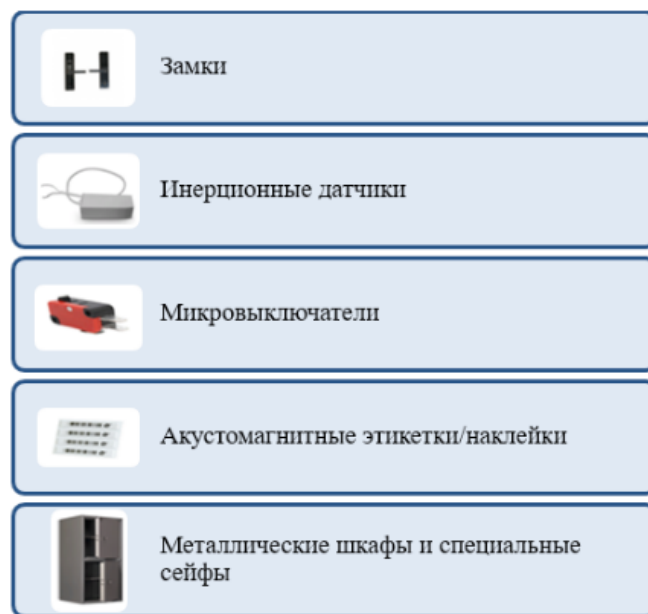 Замки
Инерционные датчики
Микровыключатели
Акустомагнитные этикетки/наклейки
Металлические шкафы и специальные
сейфы